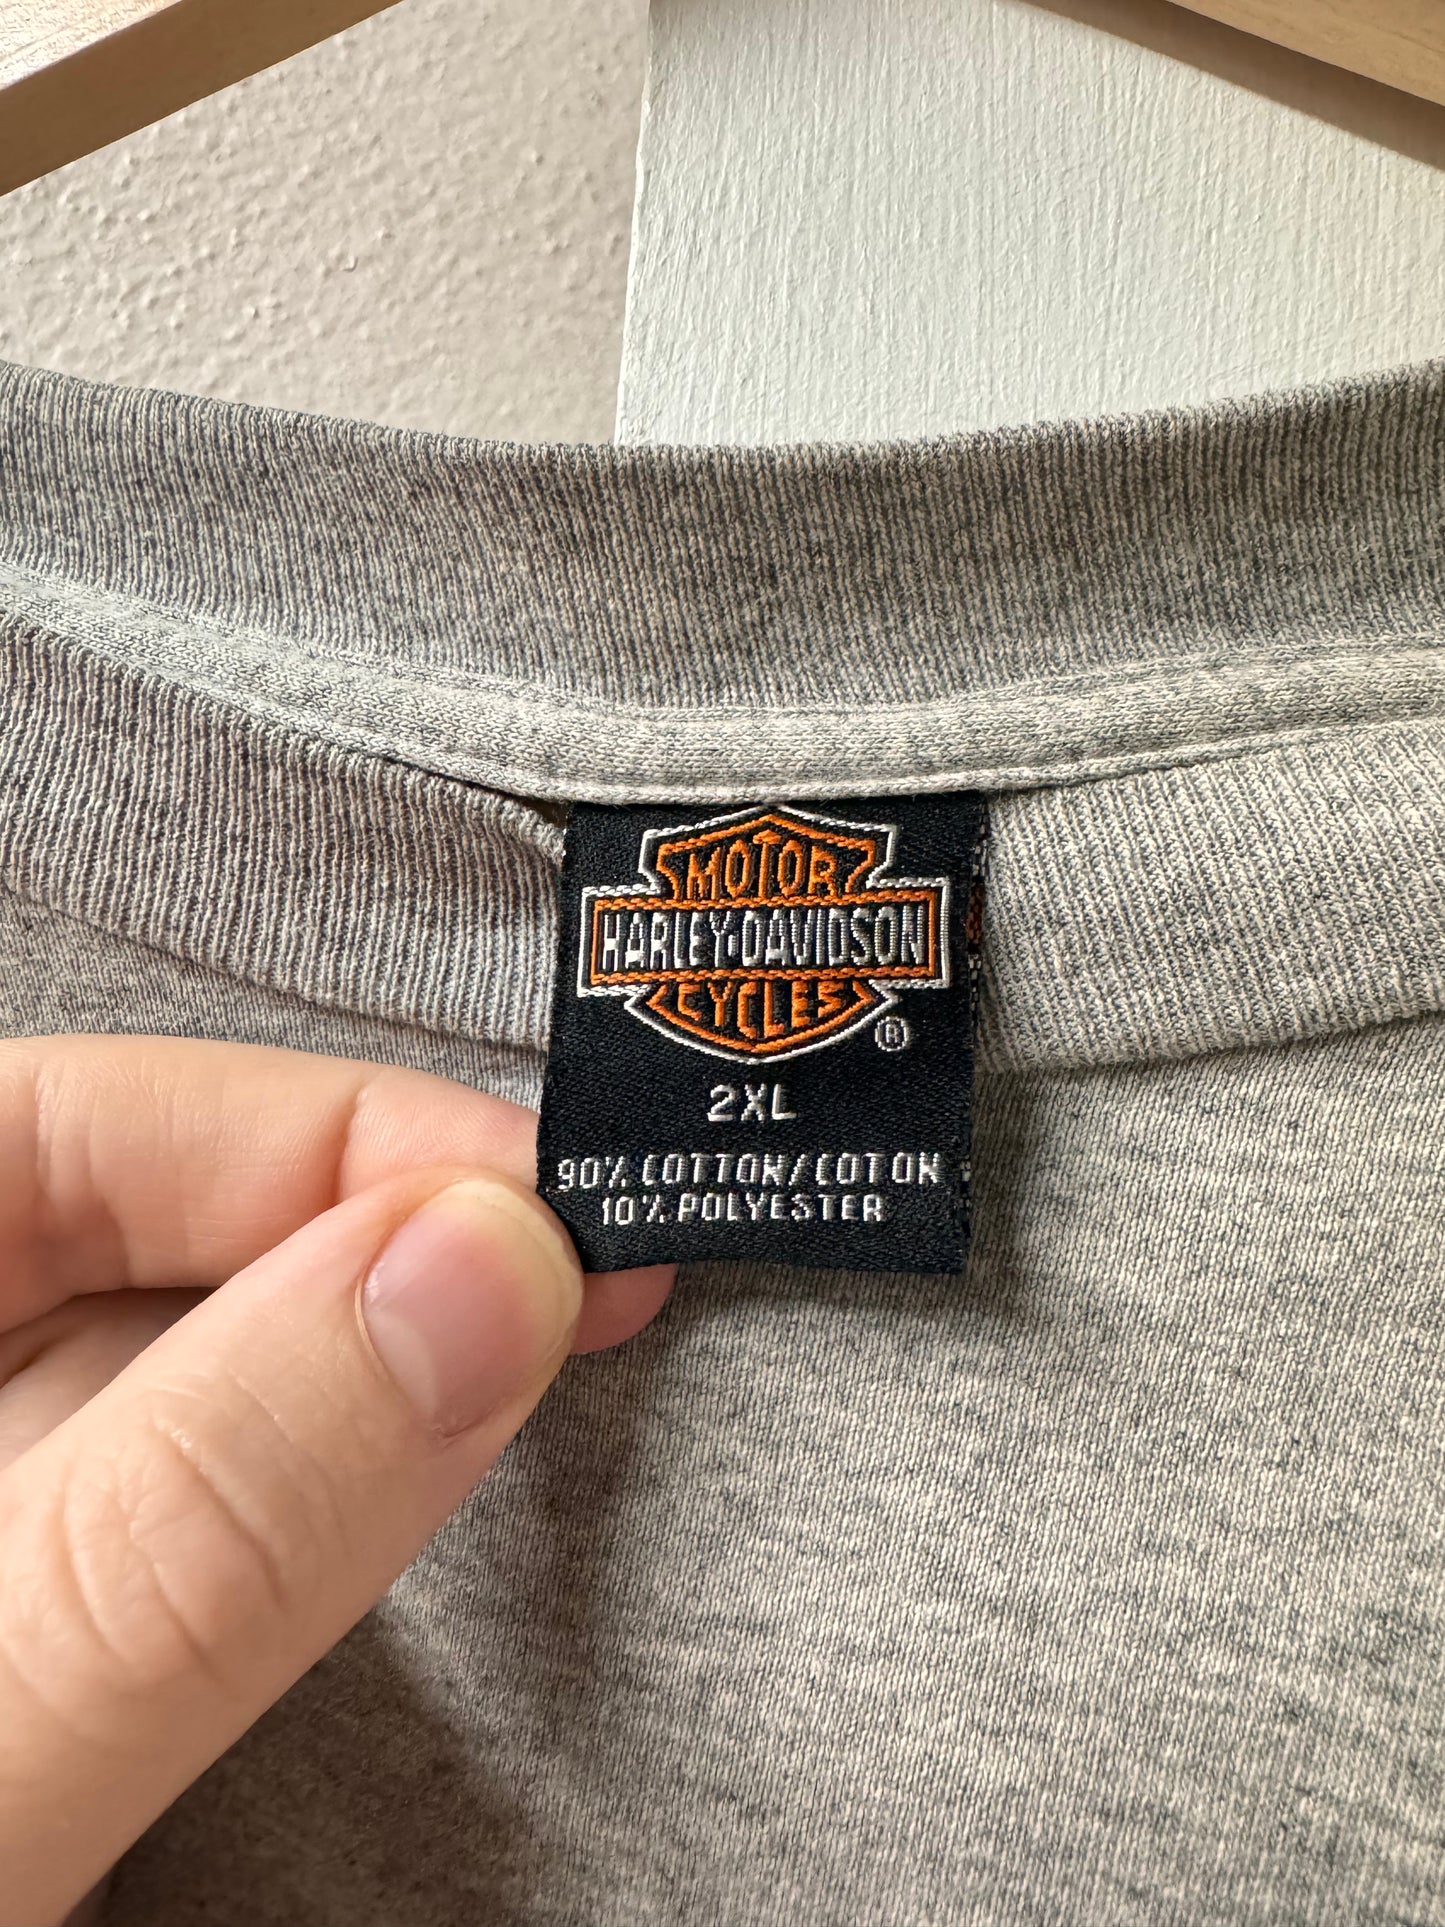 MOTOR
HARLEY-DAVIDSON
CYCLES
®
2XL
90% COTTON/COTON
10% POLYESTER